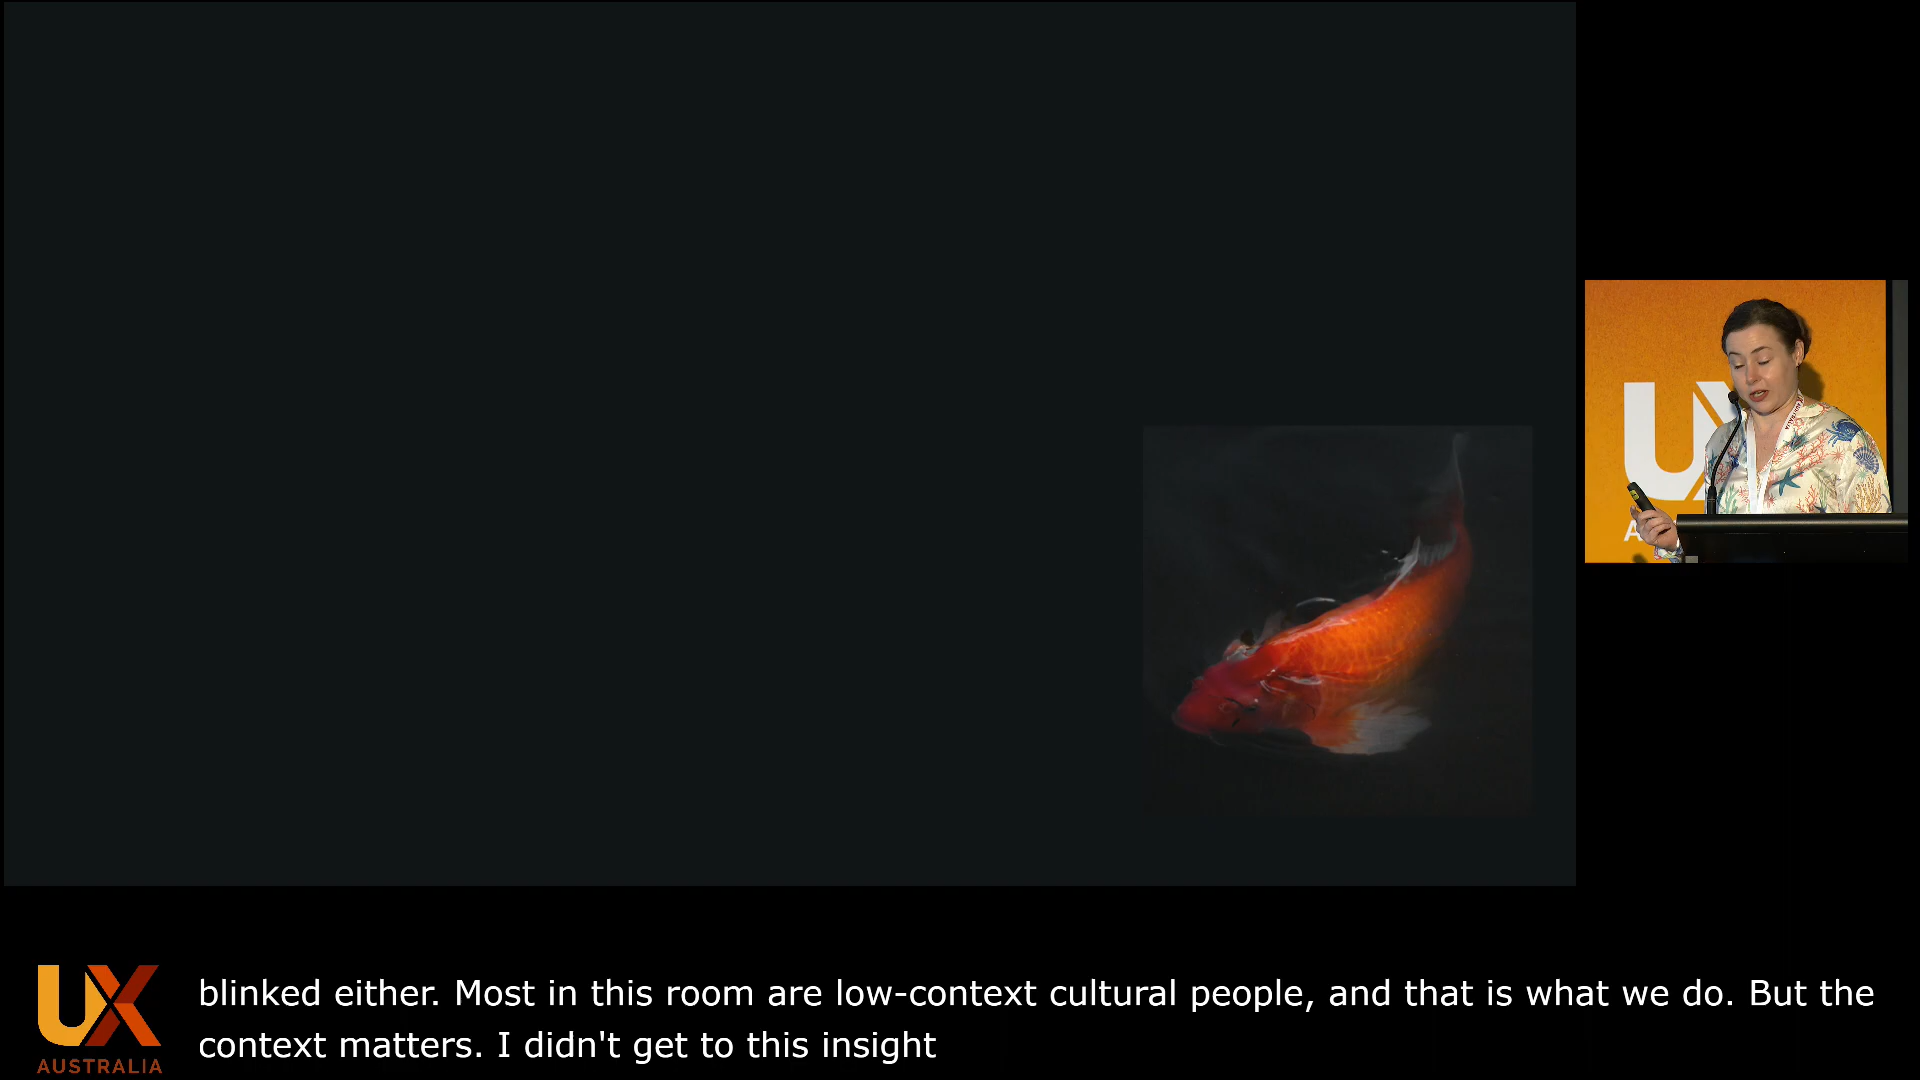 UX
A
blinked either. Most in this room are low-context cultural people, and that is what we do. But the
context matters. I didn't get to this insight
UX
AUSTRALIA